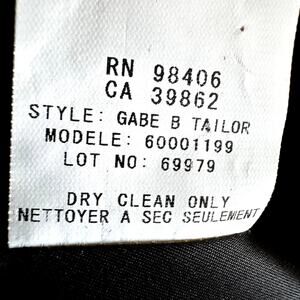 RN 98406
CA 39862
STYLE: GABE B TAILOR
MODELE: 60001199
LOT NO: 69979
DRY CLEAN ONLY
NETTOYER A SEC SEULEMENT